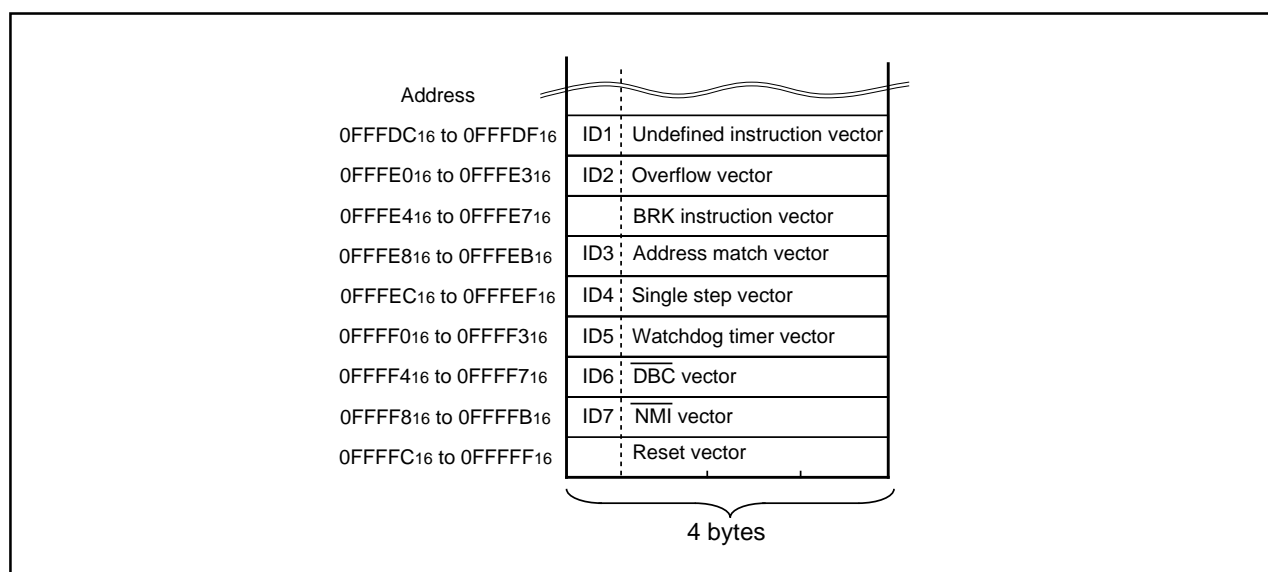 Address
0FFFDC16 to 0FFFDF16 ID1 Undefined instruction vector
0FFFE016 to 0FFFE316 ID2 Overflow vector
0FFFE416 to 0FFFE716 BRK instruction vector
0FFFE816 to 0FFFEB16 ID3 Address match vector
0FFFEC16 to 0FFFEF16 ID4 Single step vector
0FFFF016 to 0FFFF316 ID5 Watchdog timer vector
0FFFF416 to 0FFFF716 ID6 DBC vector
0FFFF816 to 0FFFFB16 ID7 NMI vector
0FFFFC16 to 0FFFFF16 Reset vector
4 bytes